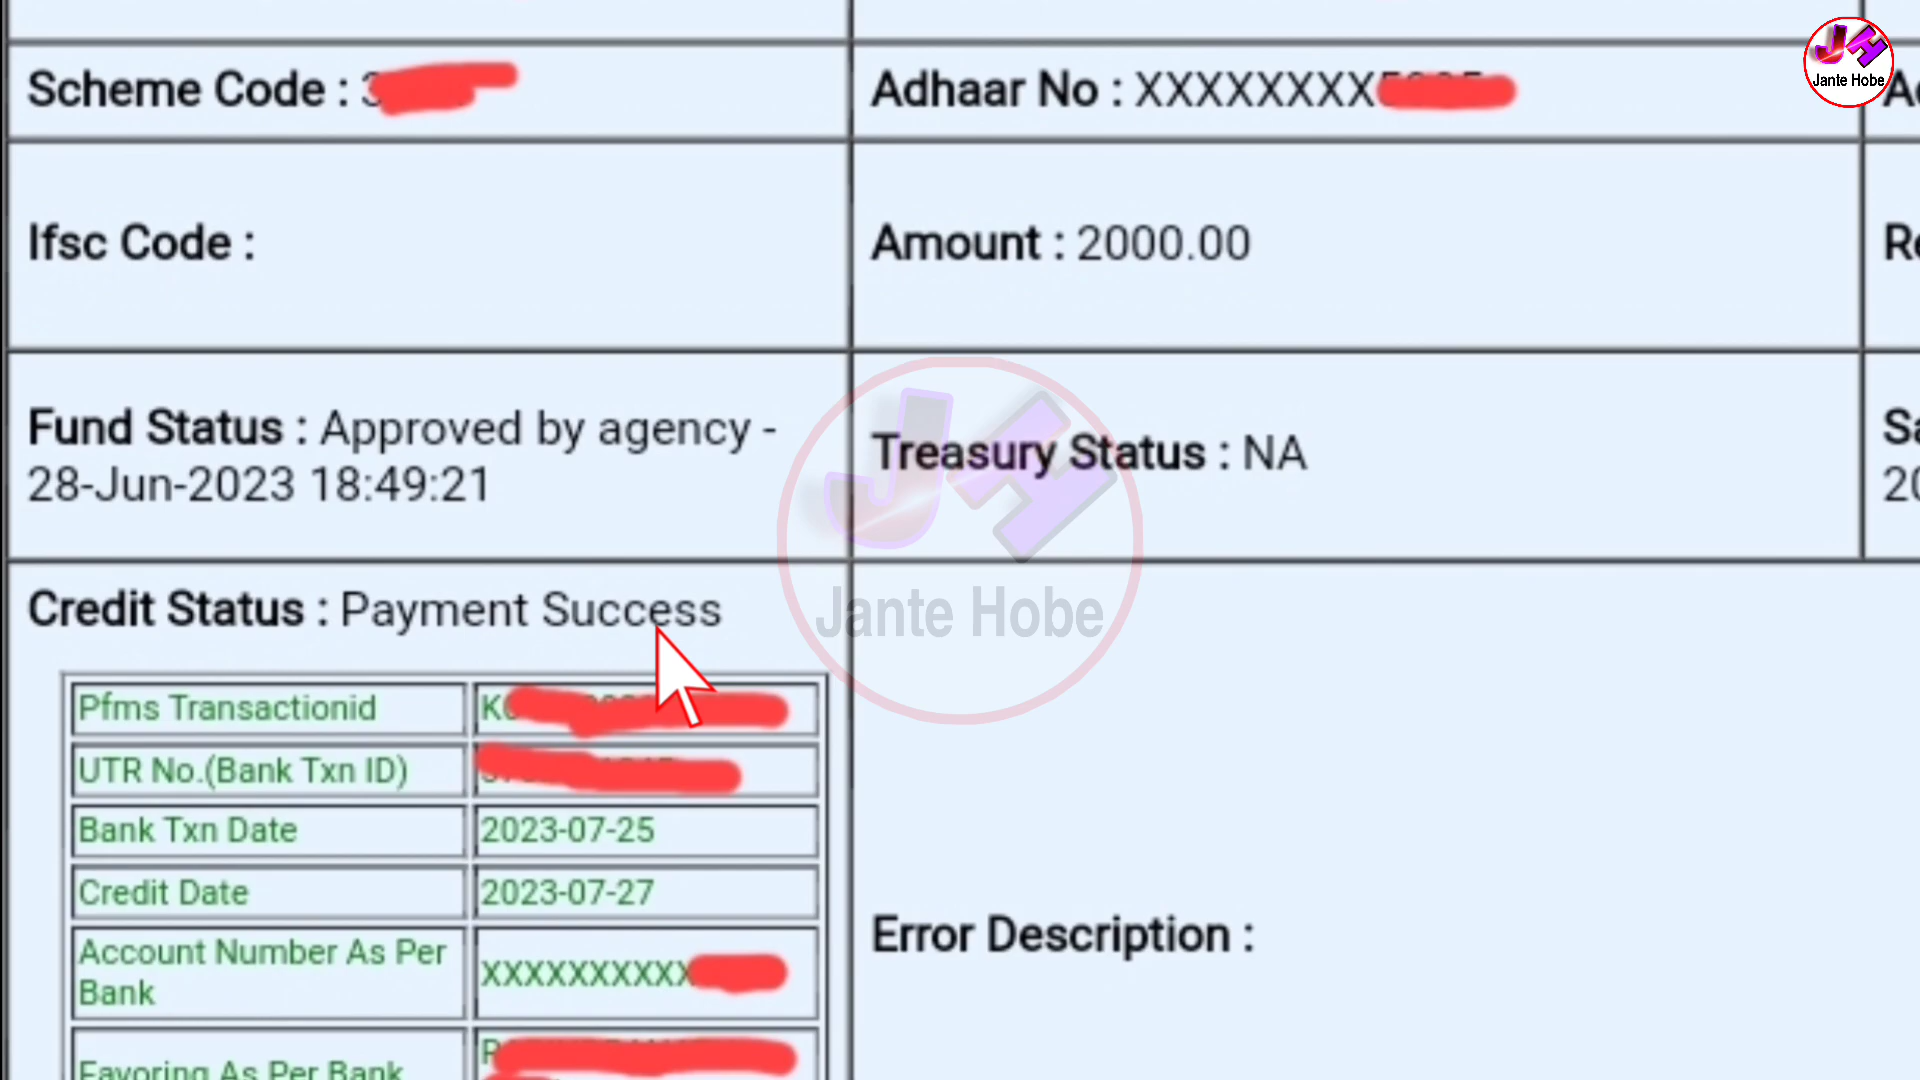 Scheme Code :
Adhaar No : XXXXXXXX
Jante Hobe
Ifsc Code :
Amount : 2000.00
Fund Status : Approved by agency -
28-Jun-2023 18:49:21
Treasury Status : NA
Jante Hobe
Credit Status : Payment Success
Pfms Transactionid
UTR No.(Bank Txn ID)
Bank Txn Date 2023-07-25
Credit Date 2023-07-27
Account Number As Per
Bank
XXXXXXXXXX
Error Description :
Favoring As Per Bank